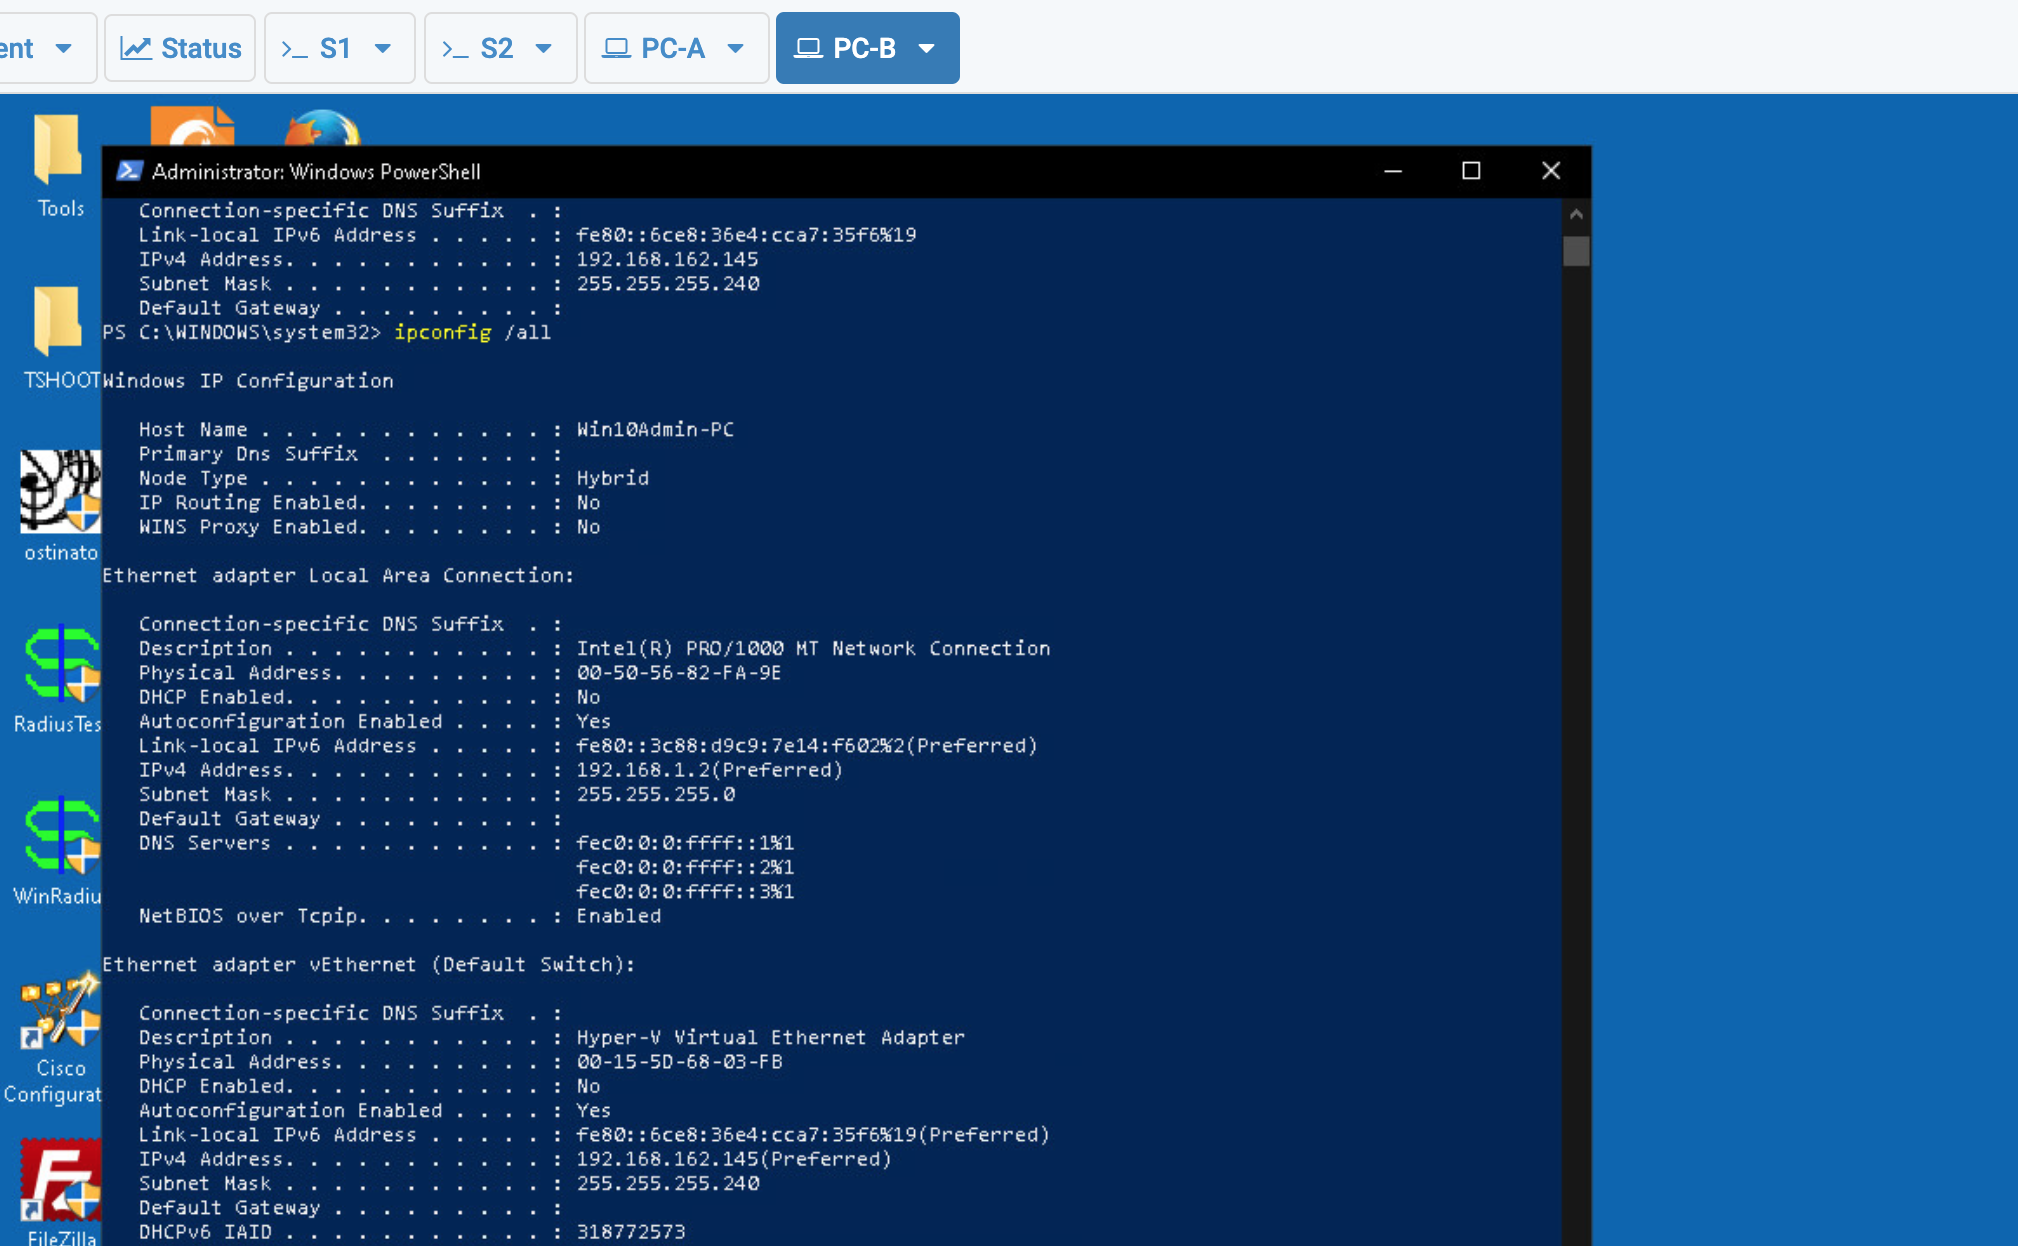 ent
Status
>_ S1
>_ S2
PC-A
PC-B
Tools
TSHOOT
ostinato
RadiusTes
WinRadiu
Cisco
Configurat
FileZilla
Administrator: Windows PowerShell
Connection-specific DNS Suffix  . :
Link-local IPv6 Address . . . . . : fe80::6ce8:36e4:cca7:35f6%19
IPv4 Address. . . . . . . . . . . : 192.168.162.145
Subnet Mask . . . . . . . . . . . : 255.255.255.240
Default Gateway . . . . . . . . . :
PS C:\WINDOWS\system32> ipconfig /all
Windows IP Configuration
Host Name . . . . . . . . . . . . : Win10Admin-PC
Primary Dns Suffix  . . . . . . . :
Node Type . . . . . . . . . . . . : Hybrid
IP Routing Enabled. . . . . . . . : No
WINS Proxy Enabled. . . . . . . . : No
Ethernet adapter Local Area Connection:
Connection-specific DNS Suffix  . :
Description . . . . . . . . . . . : Intel(R) PRO/1000 MT Network Connection
Physical Address. . . . . . . . . : 00-50-56-82-FA-9E
DHCP Enabled. . . . . . . . . . . : No
Autoconfiguration Enabled . . . . : Yes
Link-local IPv6 Address . . . . . : fe80::3c88:d9c9:7e14:f602%2(Preferred)
IPv4 Address. . . . . . . . . . . : 192.168.1.2(Preferred)
Subnet Mask . . . . . . . . . . . : 255.255.255.0
Default Gateway . . . . . . . . . :
DNS Servers . . . . . . . . . . . : fec0:0:0:ffff::1%1
fec0:0:0:ffff::2%1
fec0:0:0:ffff::3%1
NetBIOS over Tcpip. . . . . . . . : Enabled
Ethernet adapter vEthernet (Default Switch):
Connection-specific DNS Suffix  . :
Description . . . . . . . . . . . : Hyper-V Virtual Ethernet Adapter
Physical Address. . . . . . . . . : 00-15-5D-68-03-FB
DHCP Enabled. . . . . . . . . . . : No
Autoconfiguration Enabled . . . . : Yes
Link-local IPv6 Address . . . . . : fe80::6ce8:36e4:cca7:35f6%19(Preferred)
IPv4 Address. . . . . . . . . . . : 192.168.162.145(Preferred)
Subnet Mask . . . . . . . . . . . : 255.255.255.240
Default Gateway . . . . . . . . . :
DHCPv6 IAID . . . . . . . . . . . : 318772573